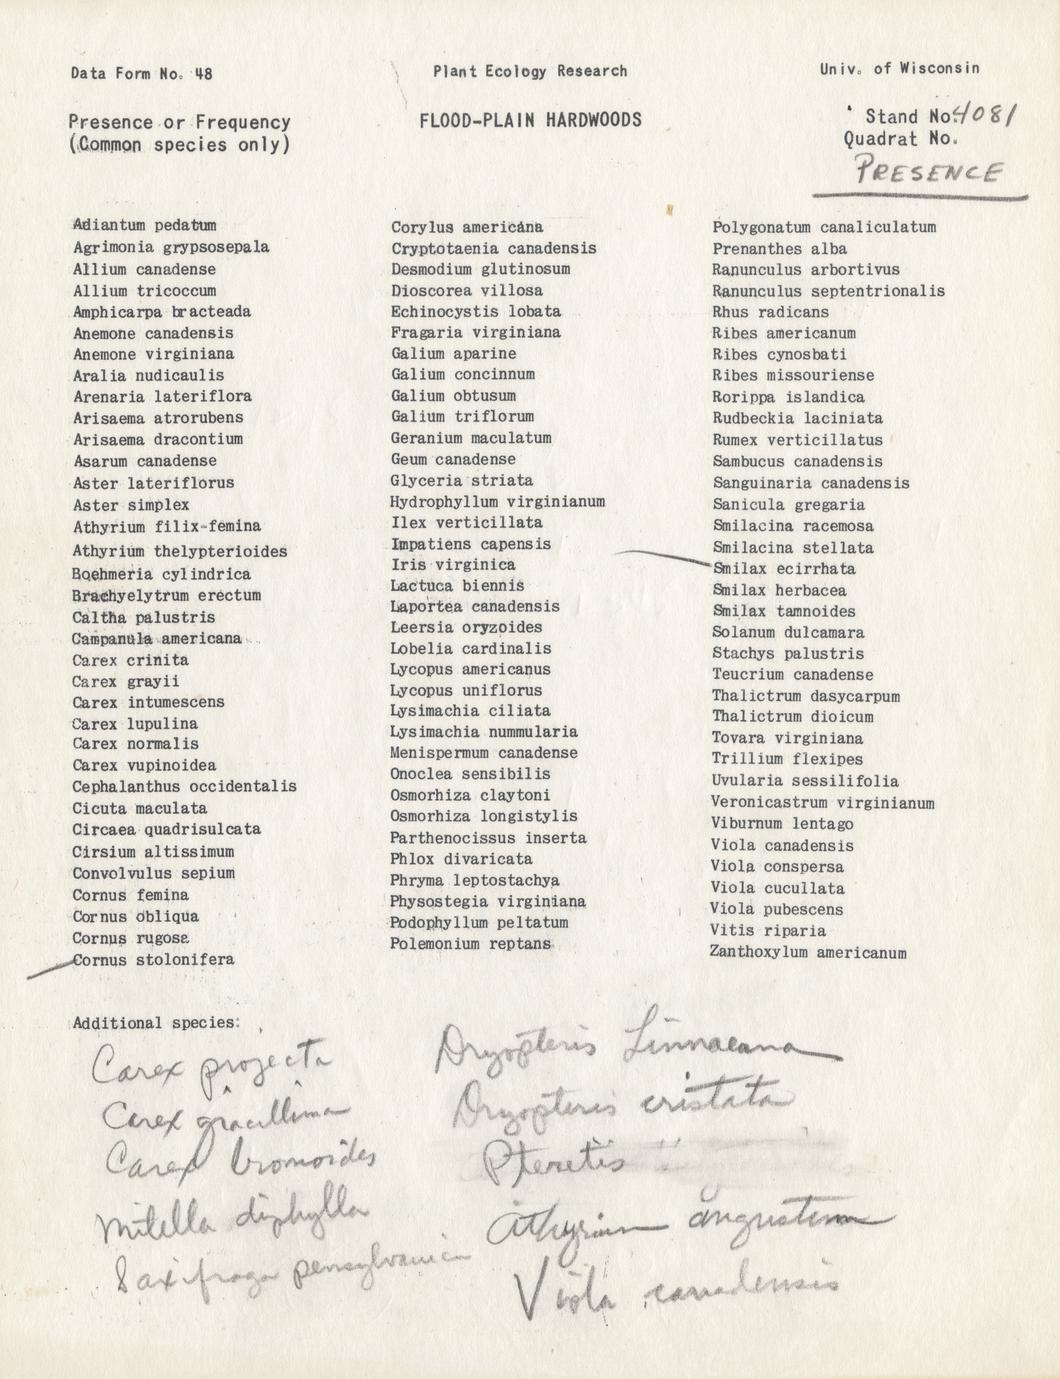 Data Form No. 48
Plant Ecology Research
Univ. of Wisconsin
Presence or Frequency
(Common species only)
FLOOD-PLAIN HARDWOODS
Stand No. 4081
Quadrat No.
PRESENCE
Adiantum pedatum
Agrimonia grypsosepala
Allium canadense
Allium tricoccum
Amphicarpa bracteada
Anemone canadensis
Anemone virginiana
Aralia nudicaulis
Arenaria lateriflora
Arisaema atrorubens
Arisaema dracontium
Asarum canadense
Aster lateriflorus
Aster simplex
Athyrium filix-femina
Athyrium thelypterioides
Boehmeria cylindrica
Brachyelytrum erectum
Caltha palustris
Campanula americana
Carex crinita
Carex grayii
Carex intumescens
Carex lupulina
Carex normalis
Carex vupinoidea
Cephalanthus occidentalis
Cicuta maculata
Circaea quadrisulcata
Cirsium altissimum
Convolvulus sepium
Cornus femina
Cornus obliqua
Cornus rugosa
Cornus stolonifera
Corylus americana
Cryptotaenia canadensis
Desmodium glutinosum
Dioscorea villosa
Echinocystis lobata
Fragaria virginiana
Galium aparine
Galium concinnum
Galium obtusum
Galium triflorum
Geranium maculatum
Geum canadense
Glyceria striata
Hydrophyllum virginianum
Ilex verticillata
Impatiens capensis
Iris virginica
Lactuca biennis
Laportea canadensis
Leersia oryzoides
Lobelia cardinalis
Lycopus americanus
Lycopus uniflorus
Lysimachia ciliata
Lysimachia nummularia
Menispermum canadense
Onoclea sensibilis
Osmorhiza claytoni
Osmorhiza longistylis
Parthenocissus inserta
Phlox divaricata
Phryma leptostachya
Physostegia virginiana
Podophyllum peltatum
Polemonium reptans
Polygonatum canaliculatum
Prenanthes alba
Ranunculus arbortivus
Ranunculus septentrionalis
Rhus radicans
Ribes americanum
Ribes cynosbati
Ribes missouriense
Rorippa islandica
Rudbeckia laciniata
Rumex verticillatus
Sambucus canadensis
Sanguinaria canadensis
Sanicula gregaria
Smilacina racemosa
Smilacina stellata
Smilax ecirrhata
Smilax herbacea
Smilax tamnoides
Solanum dulcamara
Stachys palustris
Teucrium canadense
Thalictrum dasycarpum
Thalictrum dioicum
Tovara virginiana
Trillium flexipes
Uvularia sessilifolia
Veronicastrum virginianum
Viburnum lentago
Viola canadensis
Viola conspersa
Viola cucullata
Viola pubescens
Vitis riparia
Zanthoxylum americanum
Additional species:
Carex projecta
Carex gracillima
Carex bromoides
Mitella diphylla
Saxifraga pensylvanica
Dryopteris Linnaeana
Dryopteris cristata
Pteretis "
Athyrium angustum
Viola canadensis